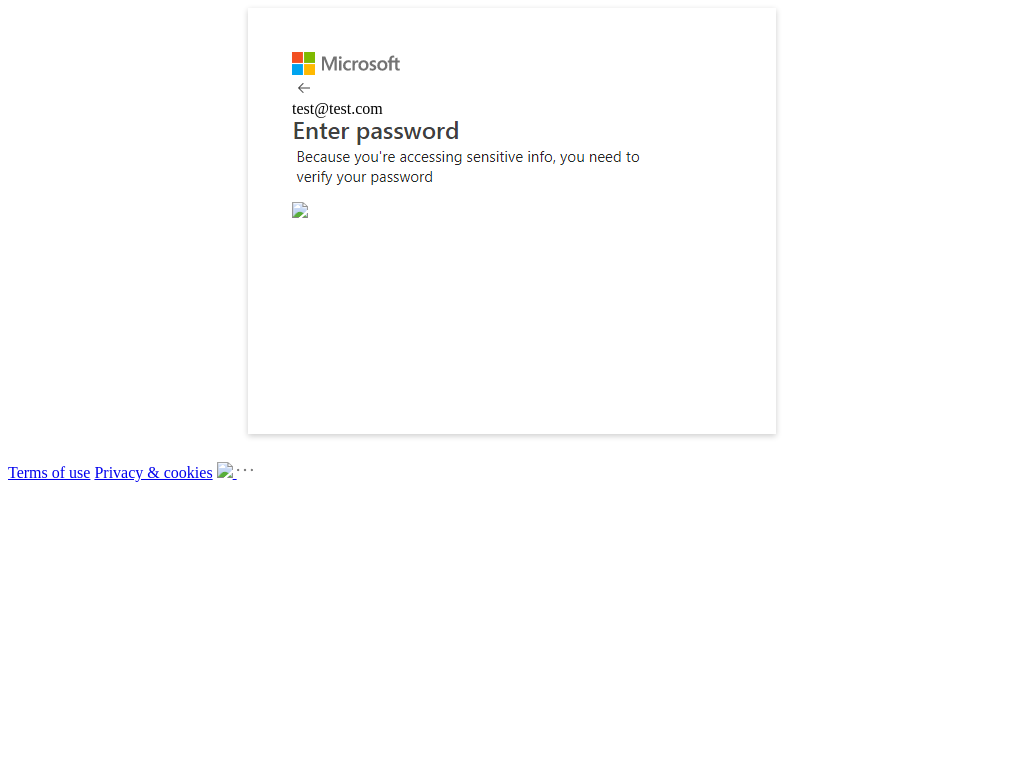 Microsoft
test@test.com
Enter password
Because you're accessing sensitive info, you need to
verify your password
Terms of use Privacy & cookies ...